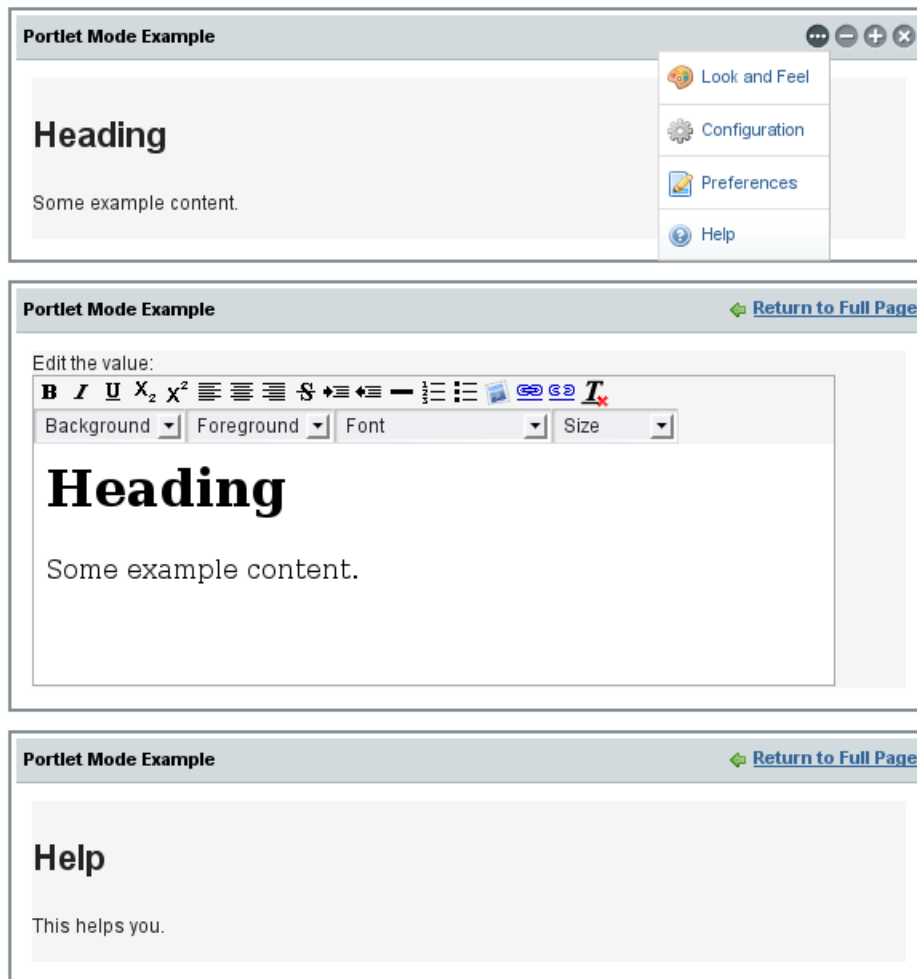 Portlet Mode Example
Look and Feel
Heading
Configuration
Preferences
Some example content.
Help
Portlet Mode Example Return to Full Page
Edit the value:
B I U X₂ X² S T
Background Foreground Font Size
Heading
Some example content.
Portlet Mode Example Return to Full Page
Help
This helps you.